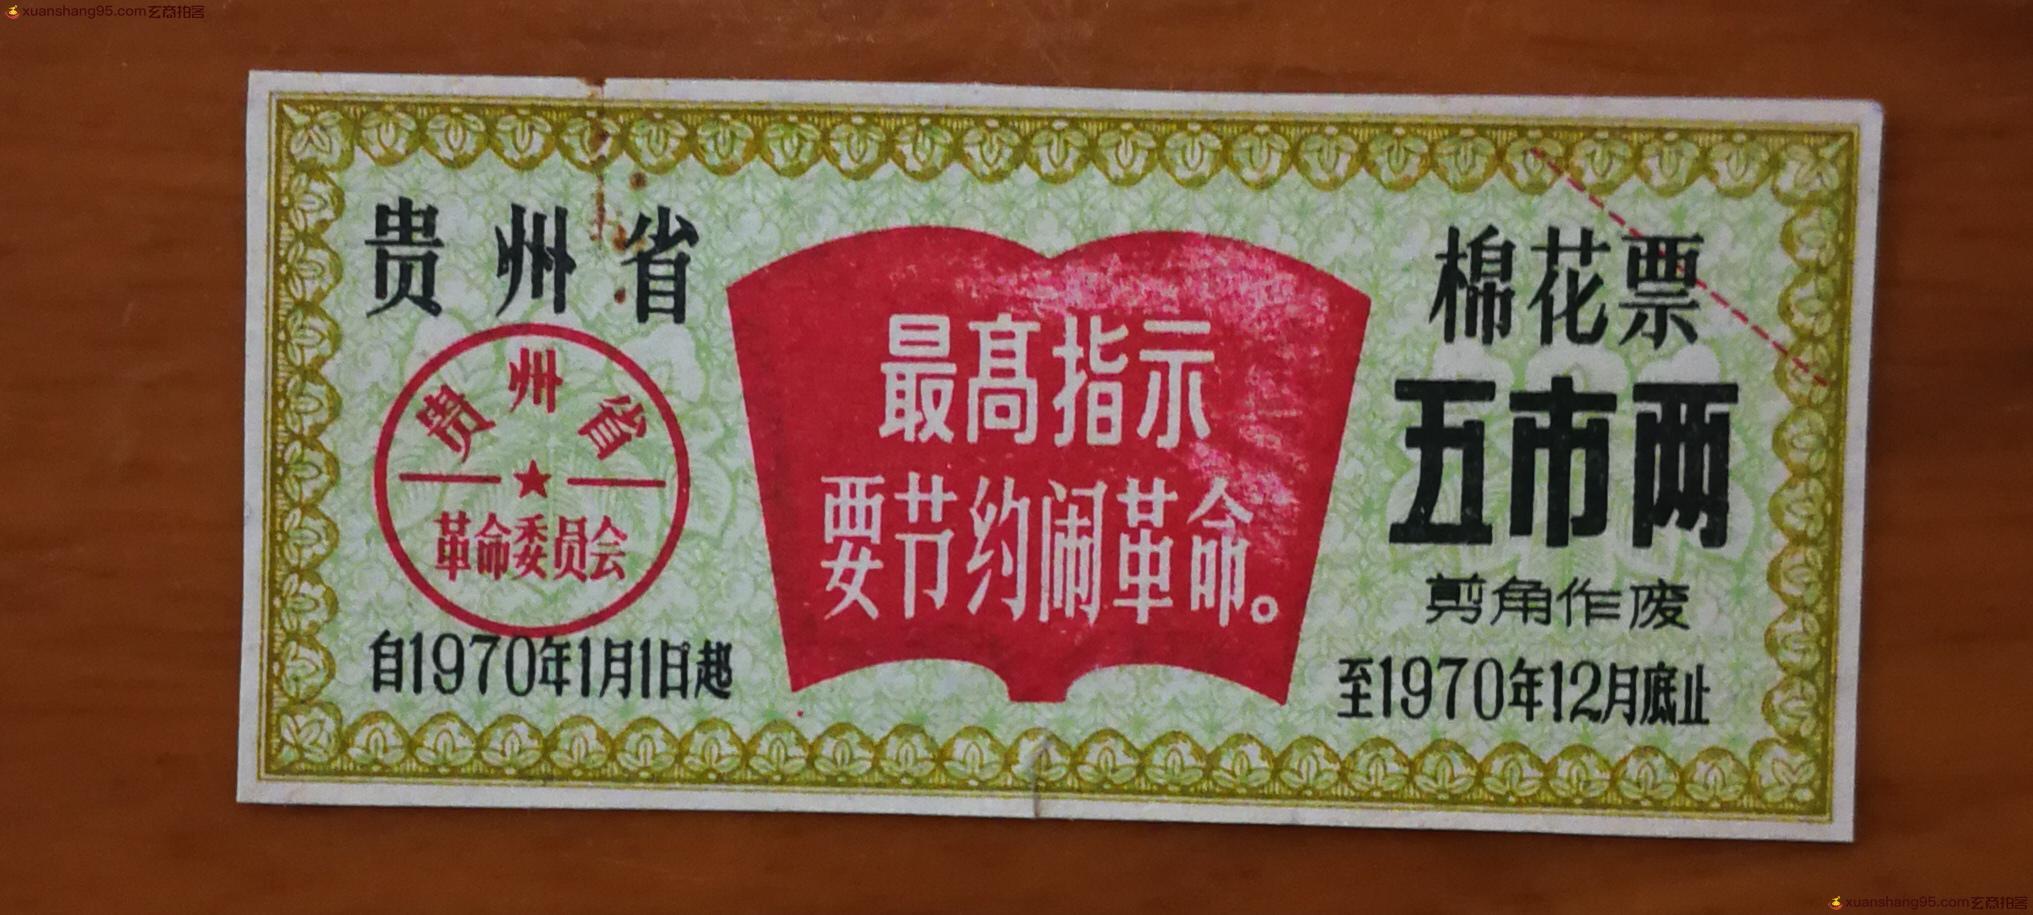 xuanshang95.com玄商拍客
贵州省
贵州省
革命委员会
自1970年1月1日起
最高指示
要节约闹革命。
棉花票
五市两
剪角作废
至1970年12月底止
xuanshang95.com玄商拍客